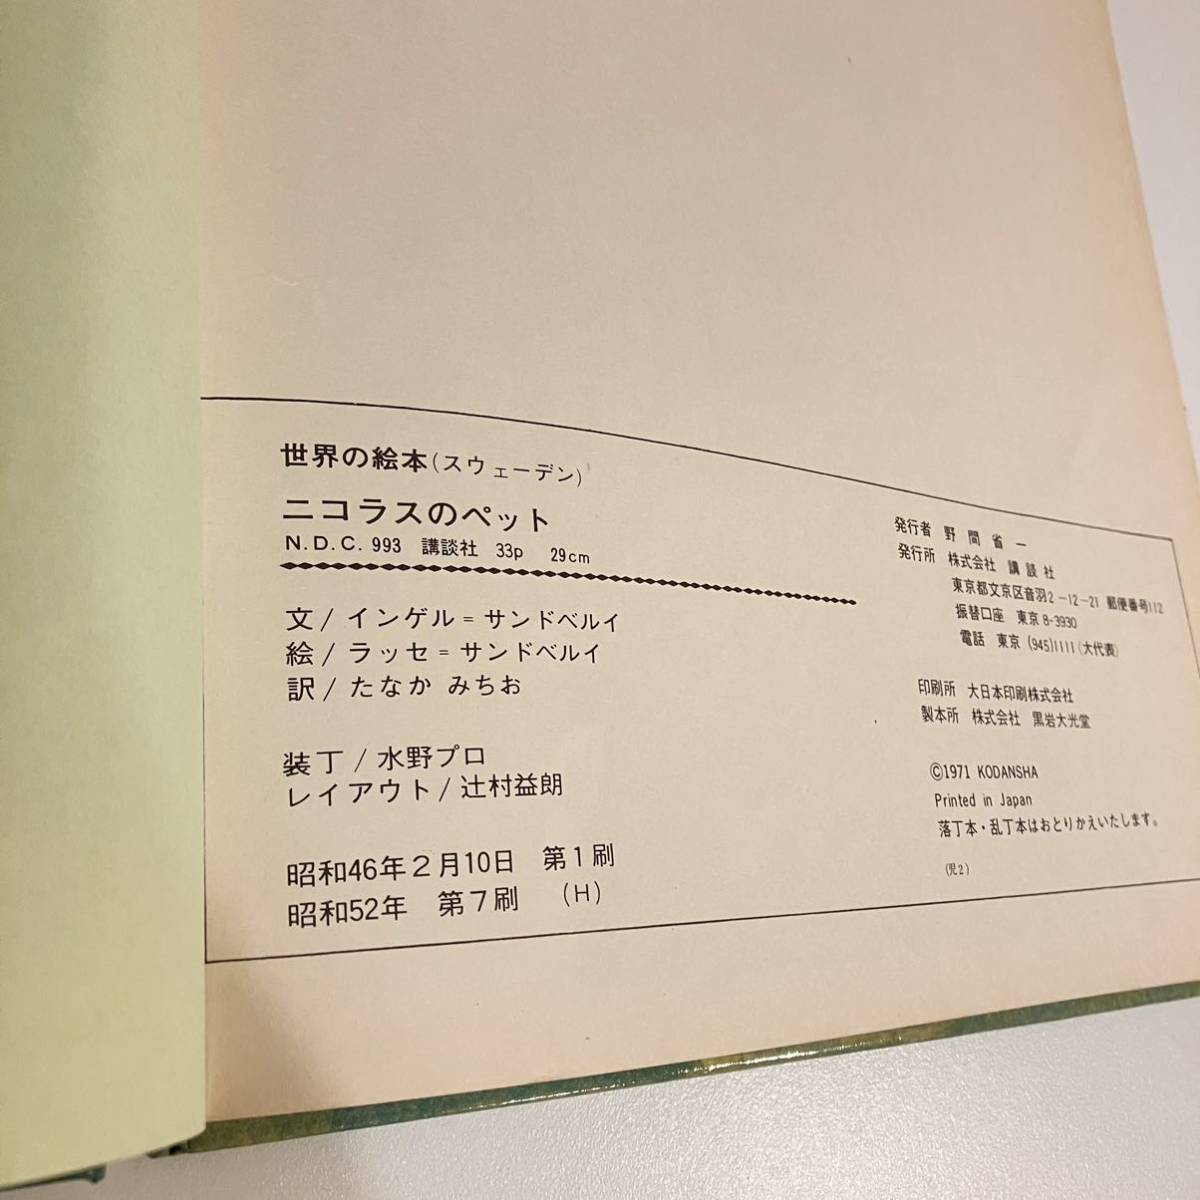 世界の絵本(スウェーデン)
ニコラスのペット
N.D.C. 993 講談社 33p 29cm
文/インゲル=サンドベルイ
絵/ラッセ=サンドベルイ
訳/たなか みちお
装丁/水野プロ
レイアウト/辻村益朗
昭和46年2月10日 第1刷
昭和52年 第7刷 (H)
発行者 野間省一
発行所 株式会社 講談社
東京都文京区音羽2-12-21 郵便番号112
振替口座 東京8-3930
電話 東京(945)1111(大代表)
印刷所 大日本印刷株式会社
製本所 株式会社 黒岩大光堂
©1971 KODANSHA
Printed in Japan
落丁本・乱丁本はおとりかえいたします。
(児2)